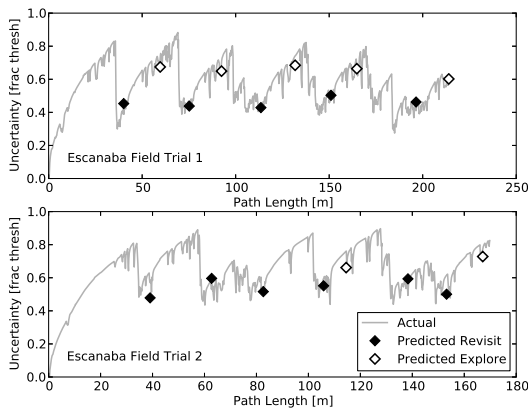 1.0
0.8
0.6
0.4
0.2
0.0
Uncertainty [frac thresh]
Escanaba Field Trial 1
0 50 100 150 200 250
Path Length [m]
1.0
0.8
0.6
0.4
0.2
0.0
Uncertainty [frac thresh]
Escanaba Field Trial 2
Actual
Predicted Revisit
Predicted Explore
0 20 40 60 80 100 120 140 160 180
Path Length [m]